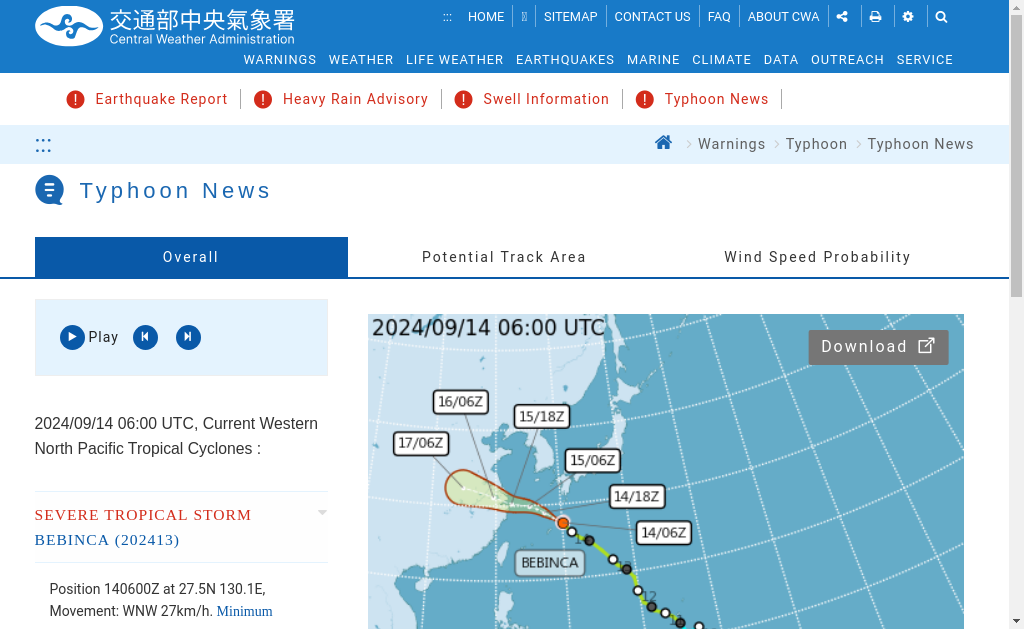 交通部中央氣象署
Central Weather Administration
::: HOME SITEMAP CONTACT US FAQ ABOUT CWA
WARNINGS WEATHER LIFE WEATHER EARTHQUAKES MARINE CLIMATE DATA OUTREACH SERVICE
Earthquake Report Heavy Rain Advisory Swell Information Typhoon News
::: Warnings Typhoon Typhoon News
Typhoon News
Overall Potential Track Area Wind Speed Probability
Play
2024/09/14 06:00 UTC, Current Western
North Pacific Tropical Cyclones :
SEVERE TROPICAL STORM
BEBINCA (202413)
Position 140600Z at 27.5N 130.1E,
Movement: WNW 27km/h. Minimum
2024/09/14 06:00 UTC
Download
16/06Z
15/18Z
17/06Z
15/06Z
14/18Z
14/06Z
BEBINCA
12